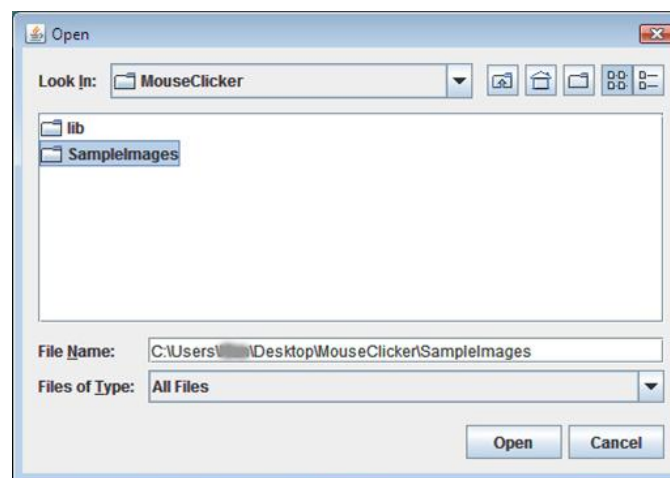 Open
Look In: MouseClicker
lib
SampleImages
File Name: C:\Users\ \Desktop\MouseClicker\SampleImages
Files of Type: All Files
Open Cancel